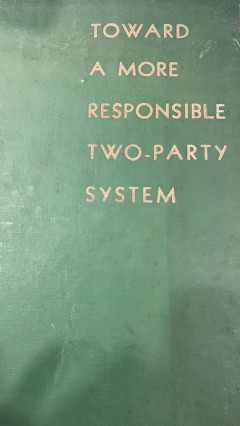 TOWARD
A MORE
RESPONSIBLE
TWO-PARTY
SYSTEM